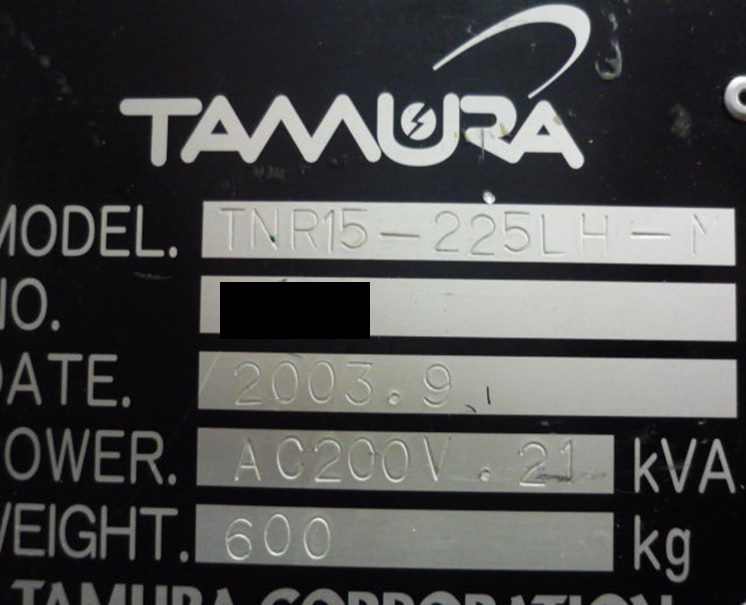 TAMURA
MODEL. TNR15-225LH-M
NO.
DATE. 2003.9
POWER. AC200V.21 kVA
WEIGHT. 600 kg
TAMURA CORPORATION